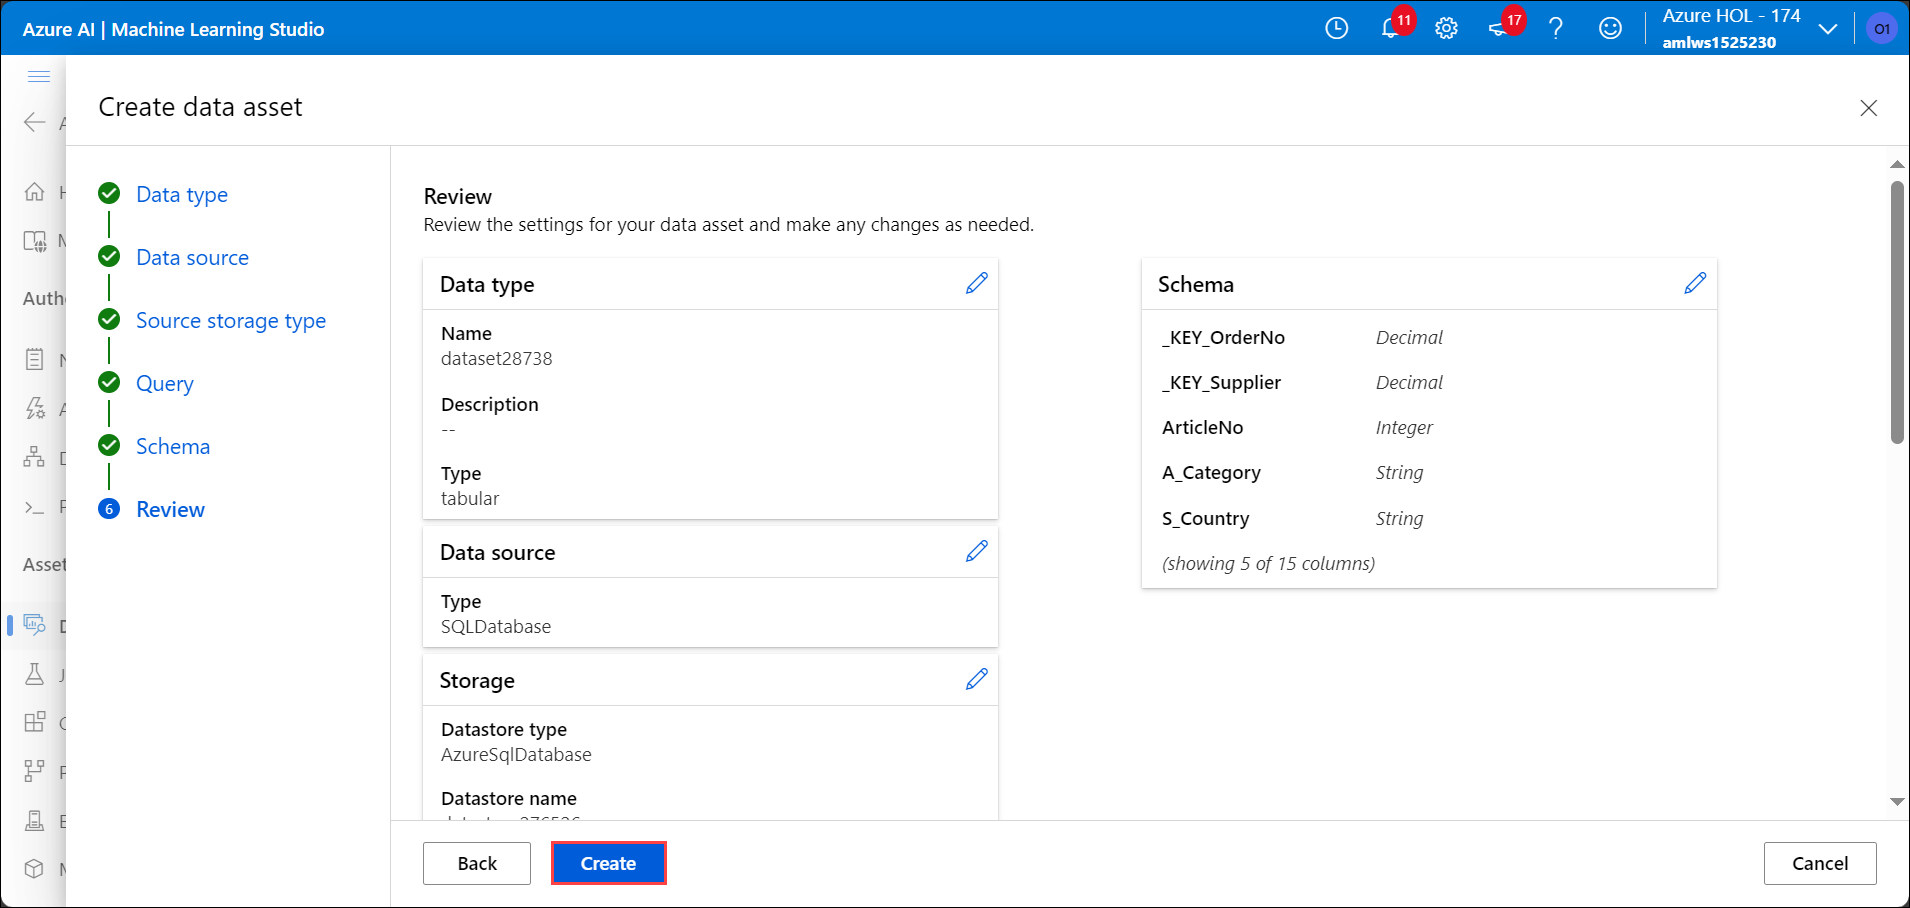 Azure AI | Machine Learning Studio
11
17
Azure HOL - 174
amlws1525230
O1
Create data asset
Data type
Data source
Source storage type
Query
Schema
6
Review
Review
Review the settings for your data asset and make any changes as needed.
Data type
Name
dataset28738
Description
--
Type
tabular
Data source
Type
SQLDatabase
Storage
Datastore type
AzureSqlDatabase
Datastore name
Schema
_KEY_OrderNo Decimal
_KEY_Supplier Decimal
ArticleNo Integer
A_Category String
S_Country String
(showing 5 of 15 columns)
Back
Create
Cancel